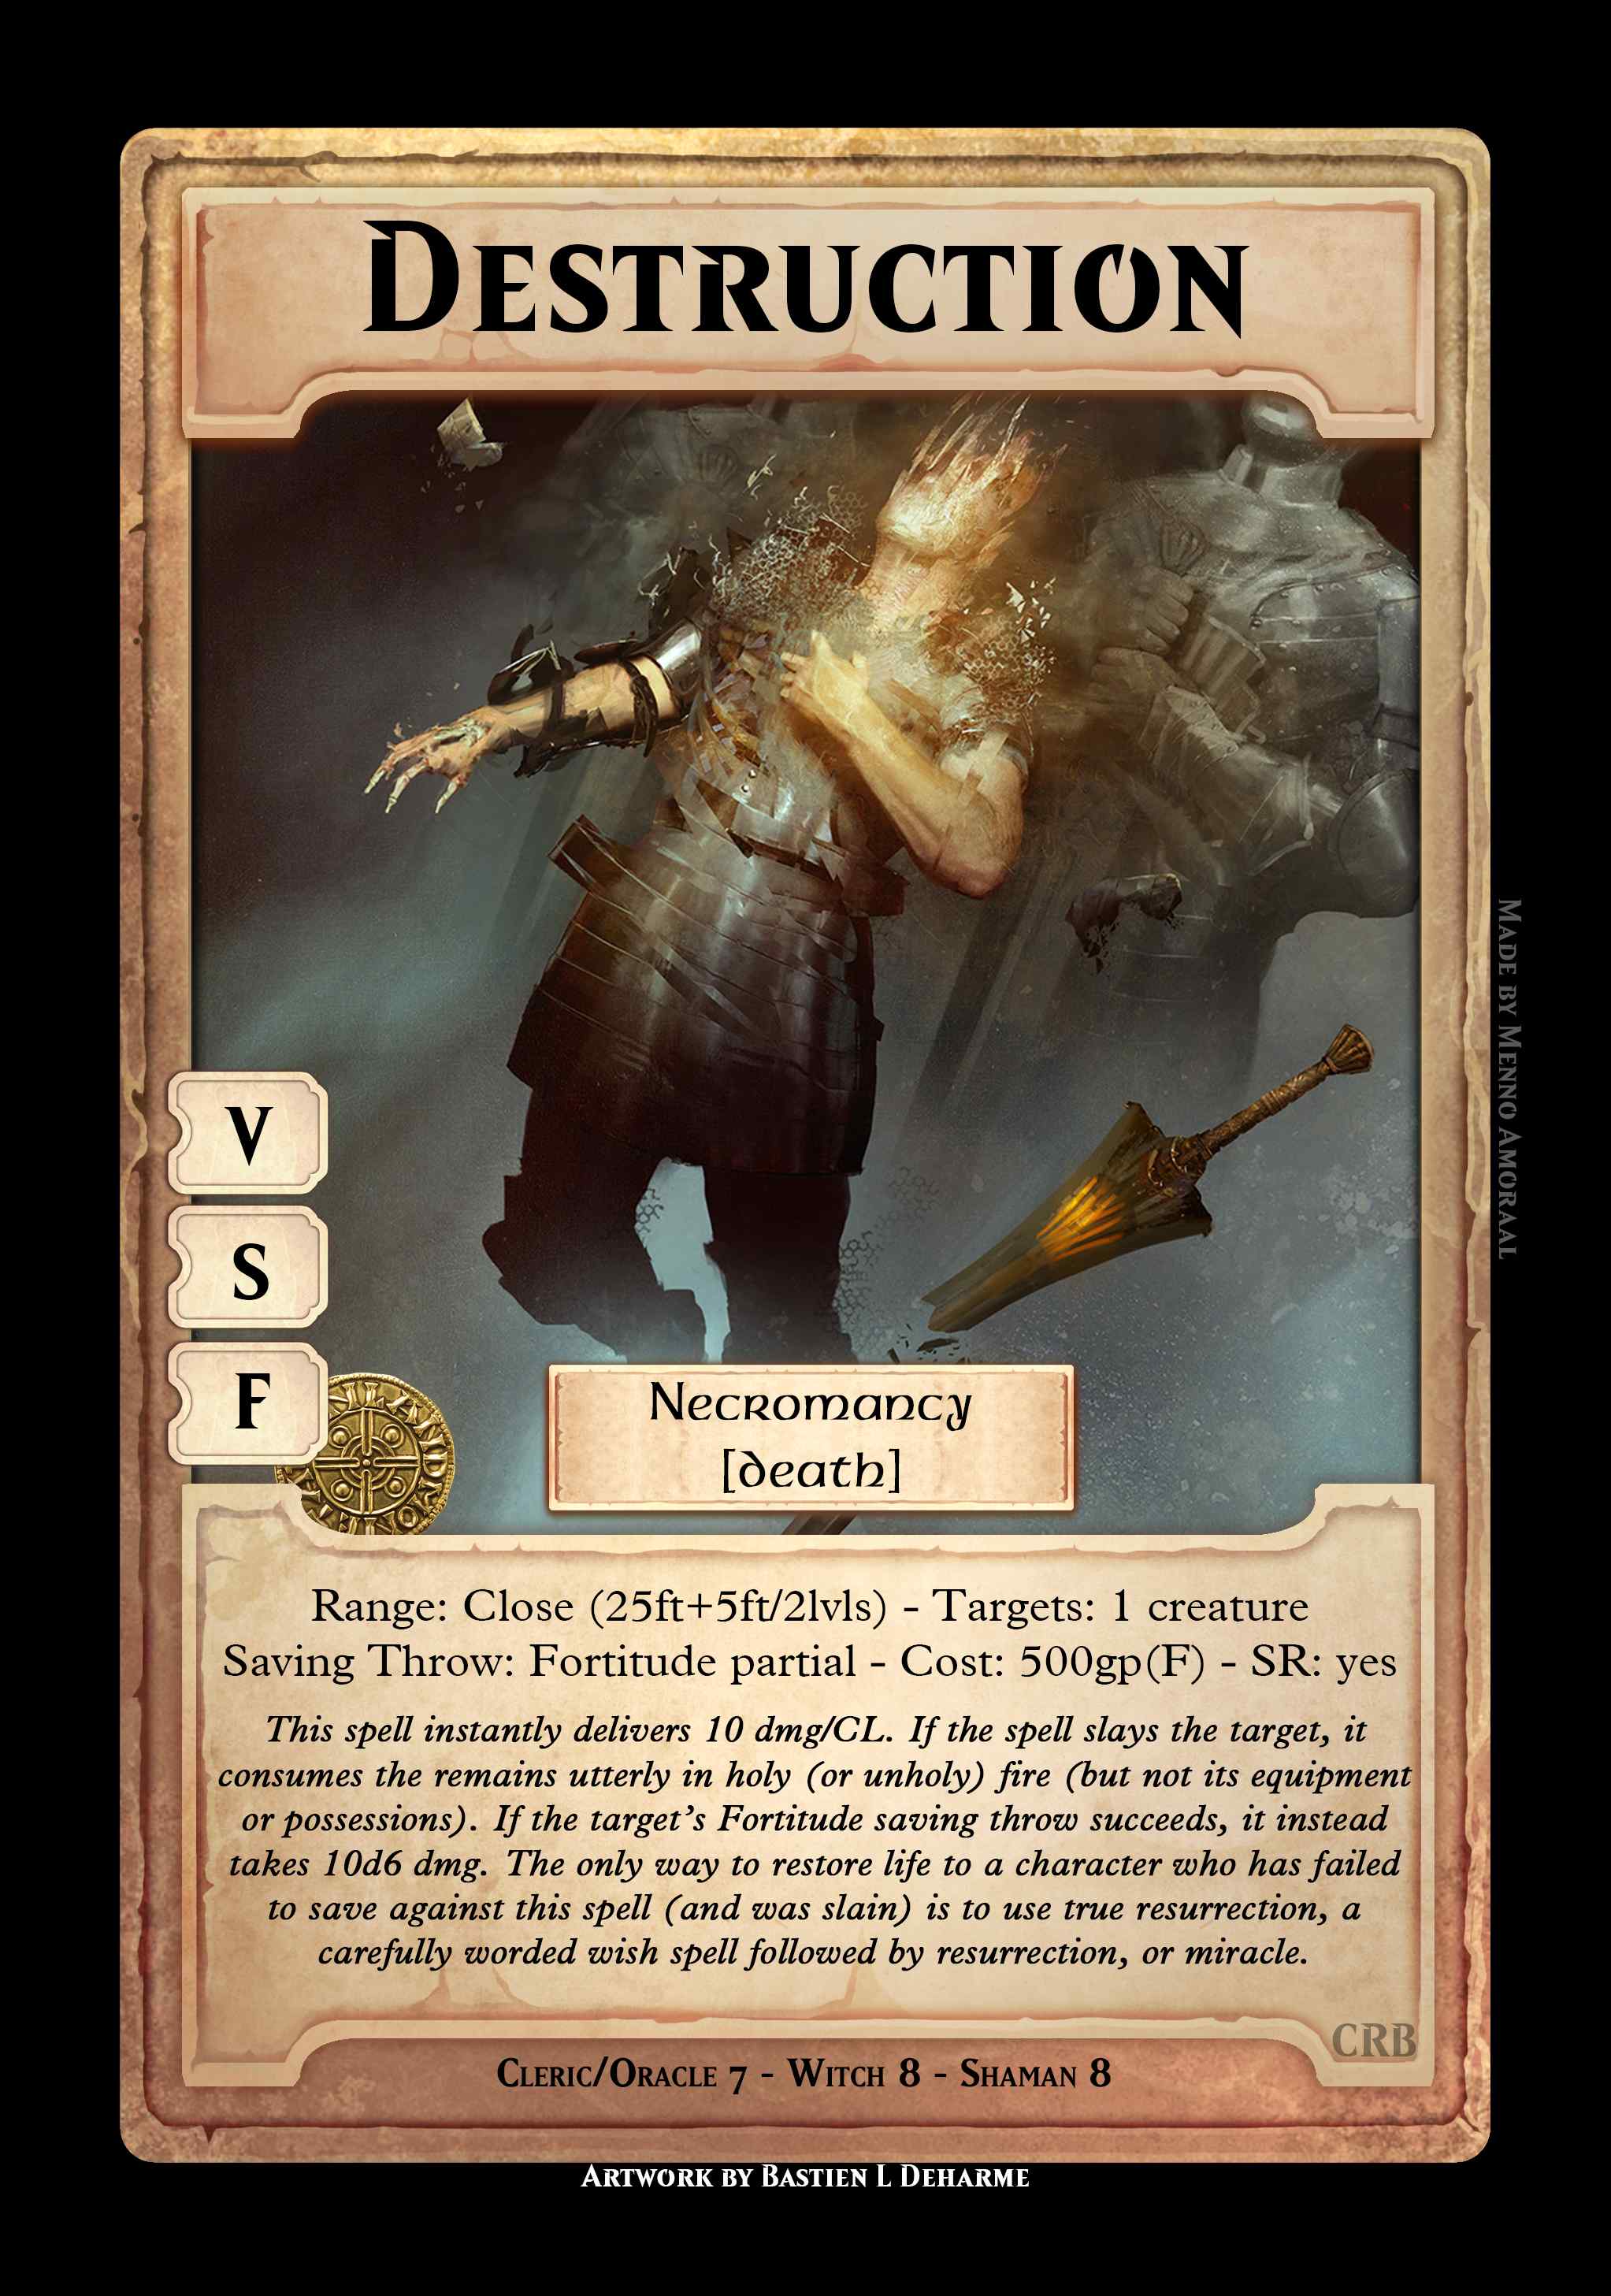 Destruction
V
S
F
Necromancy
[death]
Range: Close (25ft+5ft/2lvls) - Targets: 1 creature
Saving Throw: Fortitude partial - Cost: 500gp(F) - SR: yes
This spell instantly delivers 10 dmg/CL. If the spell slays the target, it
consumes the remains utterly in holy (or unholy) fire (but not its equipment
or possessions). If the target's Fortitude saving throw succeeds, it instead
takes 10d6 dmg. The only way to restore life to a character who has failed
to save against this spell (and was slain) is to use true resurrection, a
carefully worded wish spell followed by resurrection, or miracle.
CRB
Cleric/Oracle 7 - Witch 8 - Shaman 8
Artwork by Bastien L Deharme
Made by Menno Amoraal